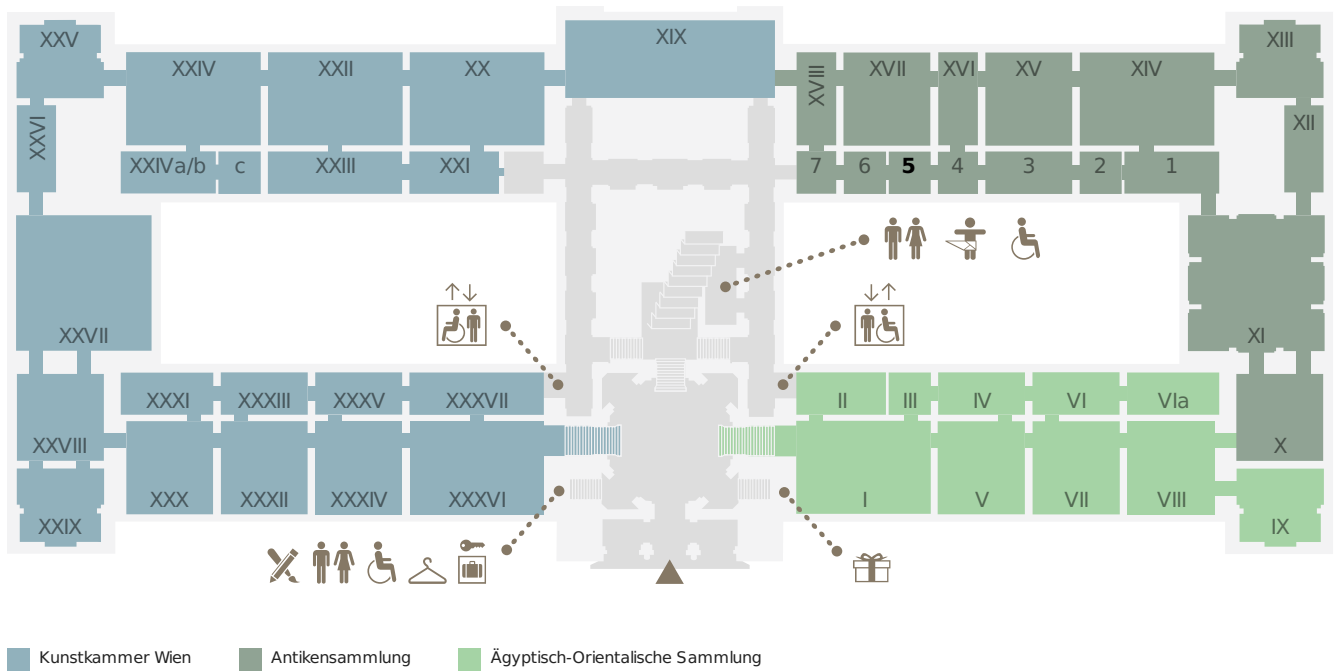 XXV
XIX
XIII
XXIV
XXII
XX
XVIII
XVII
XVI
XV
XIV
XXVI
XII
XXIVa/b
c
XXIII
XXI
7
6
5
4
3
2
1
XXVII
XI
XXXI
XXXIII
XXXV
XXXVII
II
III
IV
VI
VIa
XXVIII
X
XXX
XXXII
XXXIV
XXXVI
I
V
VII
VIII
XXIX
IX
Kunstkammer Wien
Antikensammlung
Ägyptisch-Orientalische Sammlung